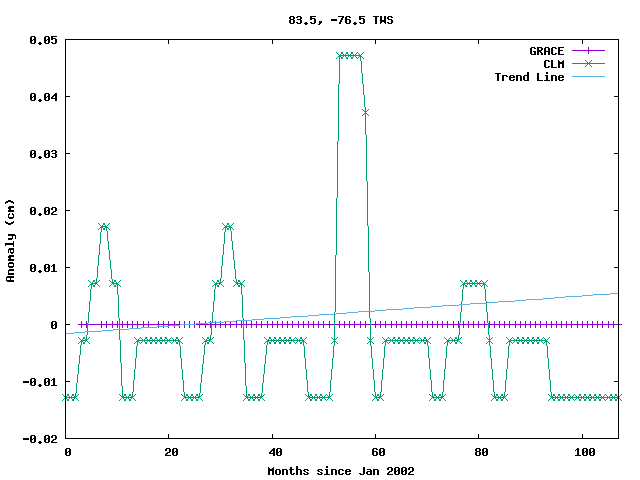 83.5, -76.5 TWS
GRACE
CLM
Trend Line
Anomaly (cm)
0.05
0.04
0.03
0.02
0.01
0
-0.01
-0.02
0 20 40 60 80 100
Months since Jan 2002